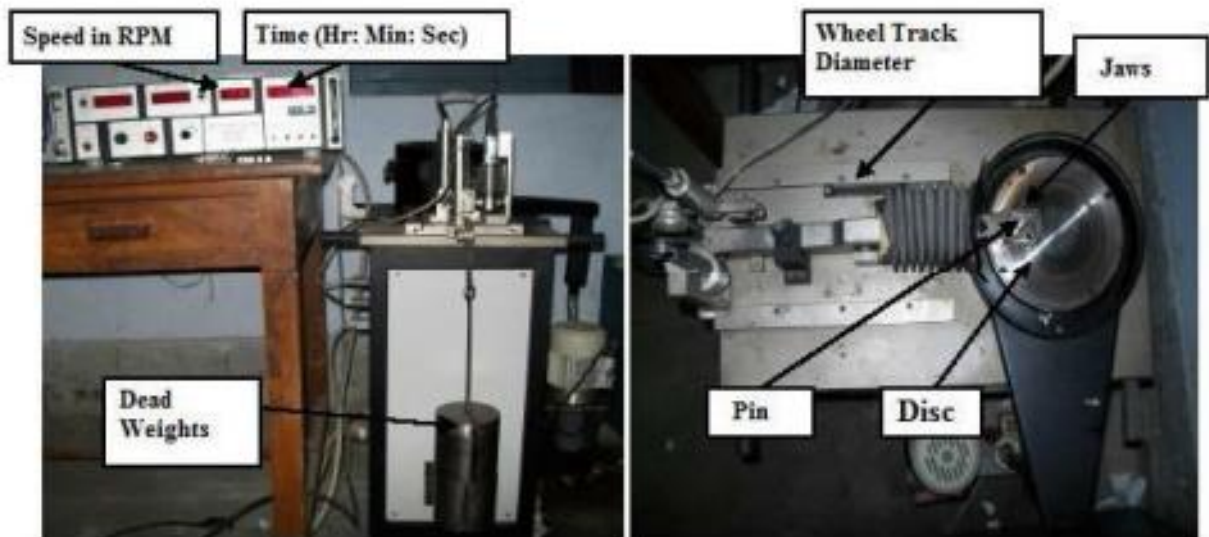 Speed in RPM
Time (Hr: Min: Sec)
Wheel Track
Diameter
Jaws
Dead
Weights
Pin
Disc